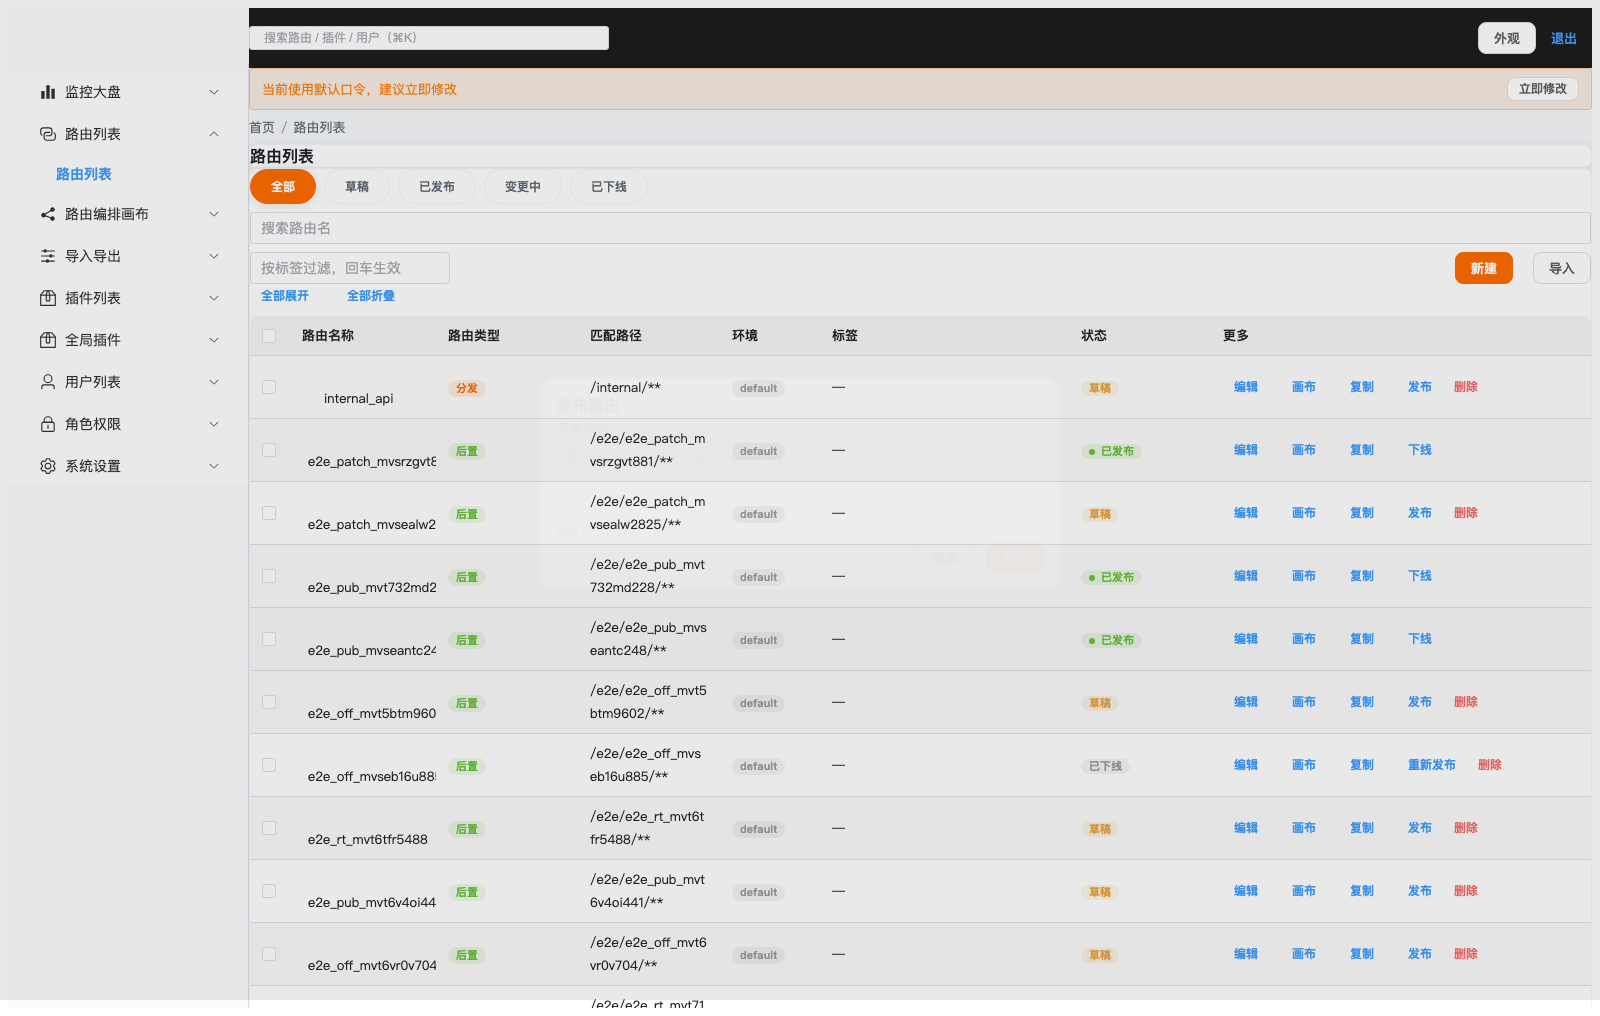 搜索路由 / 插件 / 用户（⌘K）
外观
退出
当前使用默认口令，建议立即修改
立即修改
首页 / 路由列表
监控大盘
路由列表
路由列表
路由编排画布
导入导出
插件列表
全局插件
用户列表
角色权限
系统设置
路由列表
全部 草稿 已发布 变更中 已下线
搜索路由名
按标签过滤，回车生效
新建 导入
全部展开 全部折叠
路由名称 路由类型 匹配路径 环境 标签 状态 更多
internal_api 分发 /internal/** default — 草稿 编辑 画布 复制 发布 删除
发布路由
e2e_patch_mvsrzgvt8 后置 /e2e/e2e_patch_m
vsrzgvt881/** default — 已发布 编辑 画布 复制 下线
e2e_patch_mvsealw2 后置 /e2e/e2e_patch_m
vsealw2825/** default — 草稿 编辑 画布 复制 发布 删除
e2e_pub_mvt732md2 后置 /e2e/e2e_pub_mvt
732md228/** default — 已发布 编辑 画布 复制 下线
e2e_pub_mvseantc24 后置 /e2e/e2e_pub_mvs
eantc248/** default — 已发布 编辑 画布 复制 下线
e2e_off_mvt5btm960 后置 /e2e/e2e_off_mvt5
btm9602/** default — 草稿 编辑 画布 复制 发布 删除
e2e_off_mvseb16u88 后置 /e2e/e2e_off_mvs
eb16u885/** default — 已下线 编辑 画布 复制 重新发布 删除
e2e_rt_mvt6tfr5488 后置 /e2e/e2e_rt_mvt6t
fr5488/** default — 草稿 编辑 画布 复制 发布 删除
e2e_pub_mvt6v4oi44 后置 /e2e/e2e_pub_mvt
6v4oi441/** default — 草稿 编辑 画布 复制 发布 删除
e2e_off_mvt6vr0v704 后置 /e2e/e2e_off_mvt6
vr0v704/** default — 草稿 编辑 画布 复制 发布 删除
/e2e/e2e_rt_mvt71